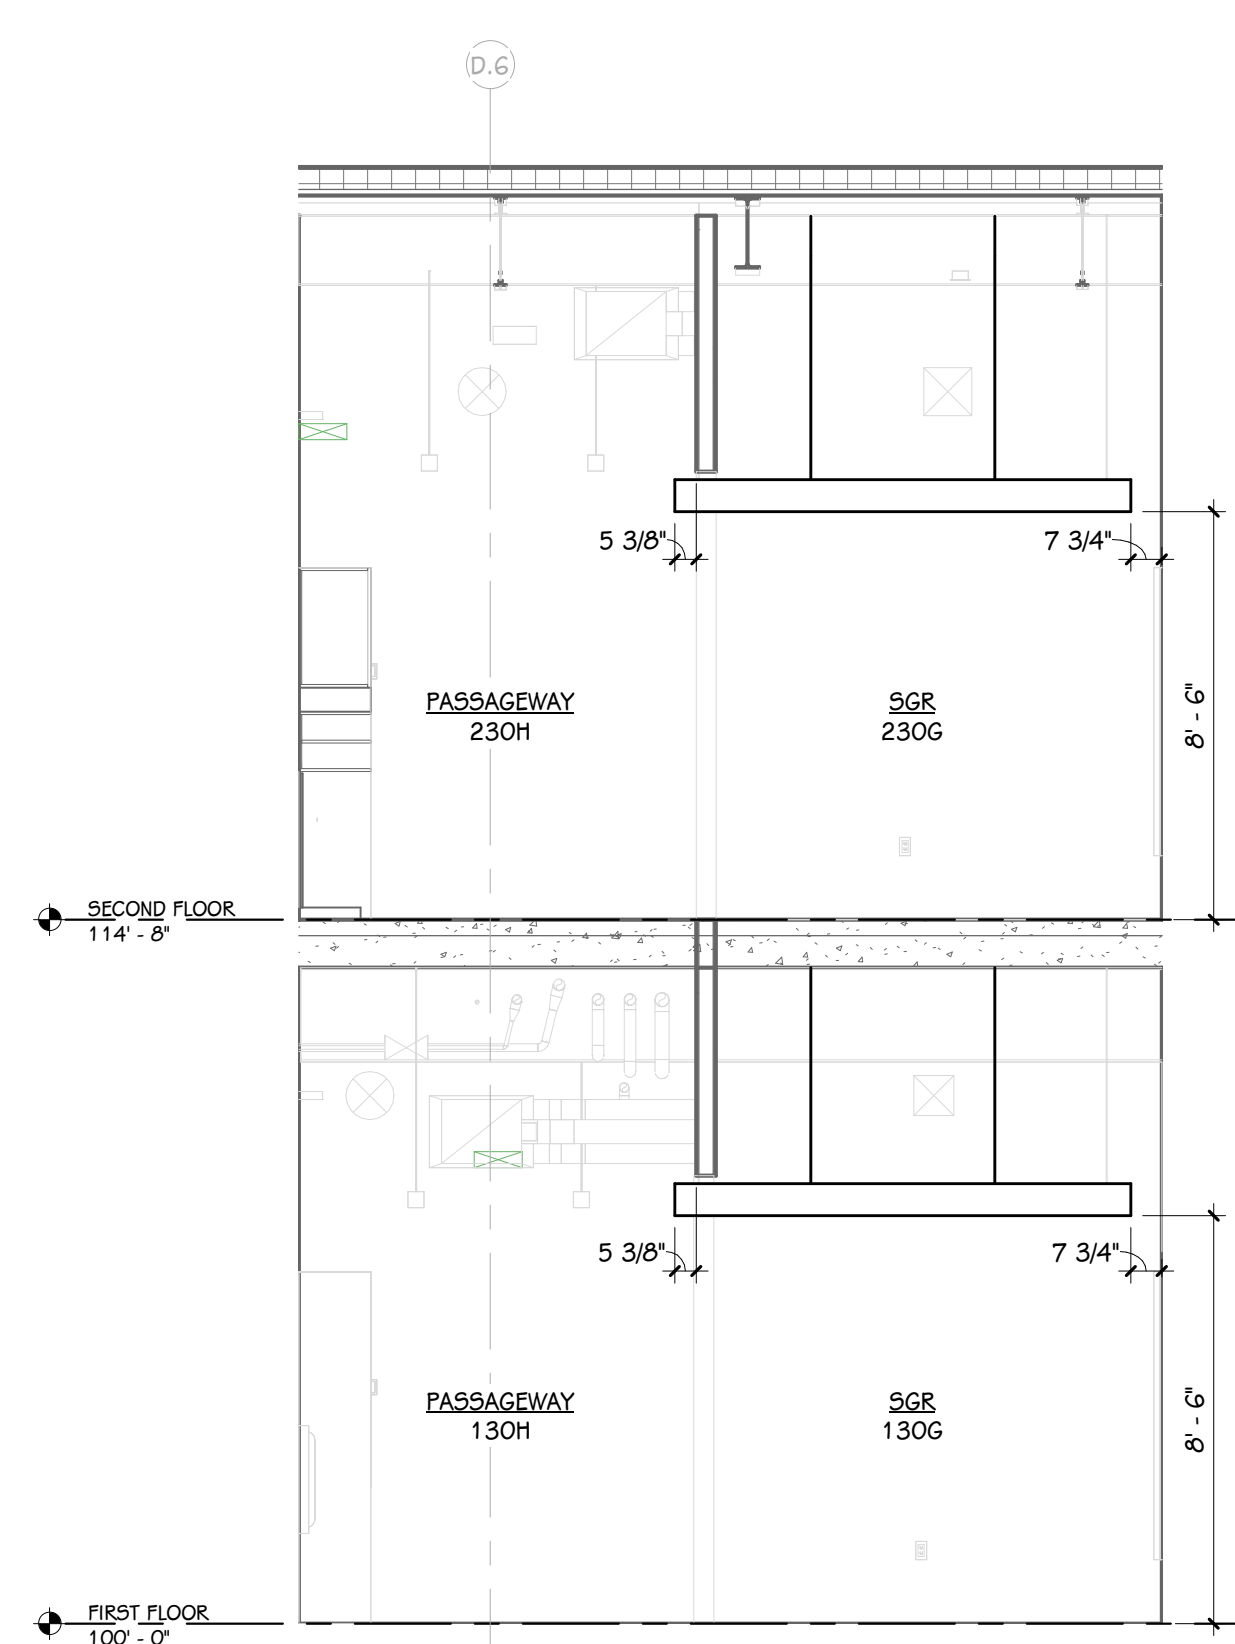 D.6
5 3/8"
7 3/4"
8' - 6"
PASSAGEWAY
230H
SGR
230G
SECOND FLOOR
114' - 8"
5 3/8"
7 3/4"
8' - 6"
PASSAGEWAY
130H
SGR
130G
FIRST FLOOR
100' - 0"